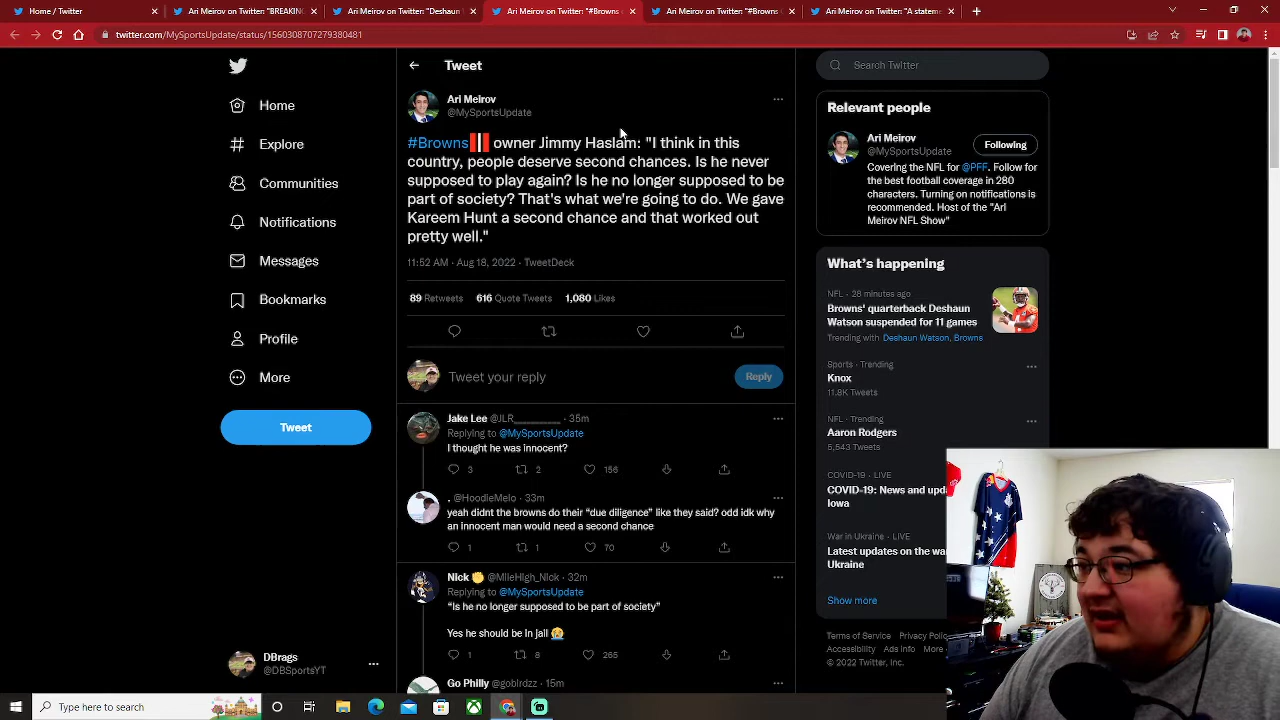 Home / Twitter
Ari Meirov on Twitter: "BREAKING
Ari Meirov on Twitter: "Deshaun
Ari Meirov on Twitter: "#Browns
Ari Meirov on Twitter: "#Browns
Ari Meirov on Twitter: "A statem
twitter.com/MySportsUpdate/status/1560308707279380481
Home
Explore
Communities
Notifications
Messages
Bookmarks
Profile
More
Tweet
DBrags
@DBSportsYT
Tweet
Ari Meirov
@MySportsUpdate
#Browns owner Jimmy Haslam: "I think in this
country, people deserve second chances. Is he never
supposed to play again? Is he no longer supposed to be
part of society? That's what we're going to do. We gave
Kareem Hunt a second chance and that worked out
pretty well."
11:52 AM · Aug 18, 2022 · TweetDeck
89 Retweets 616 Quote Tweets 1,080 Likes
Tweet your reply
Reply
Jake Lee @JLR_________ · 35m
Replying to @MySportsUpdate
I thought he was innocent?
3 2 156
. @HoodieMelo · 33m
yeah didnt the browns do their “due diligence” like they said? odd idk why
an innocent man would need a second chance
1 1 70
Nick @MileHigh_Nick · 32m
Replying to @MySportsUpdate
“Is he no longer supposed to be part of society”
Yes he should be in jail
1 8 265
Go Philly @goblrdzz · 15m
Search Twitter
Relevant people
Ari Meirov
@MySportsUpdate
Following
Covering the NFL for @PFF. Follow for
the best football coverage in 280
characters. Turning on notifications is
recommended. Host of the "Ari
Meirov NFL Show"
What's happening
NFL · 28 minutes ago
Browns' quarterback Deshaun
Watson suspended for 11 games
Trending with Deshaun Watson, Browns
Sports · Trending
Knox
11.8K Tweets
NFL · Trending
Aaron Rodgers
5,543 Tweets
COVID-19 · LIVE
COVID-19: News and upda
Iowa
War in Ukraine · LIVE
Latest updates on the wa
Ukraine
Show more
Terms of Service Privacy Polic
Accessibility Ads info More
© 2022 Twitter, Inc.
Type here to search